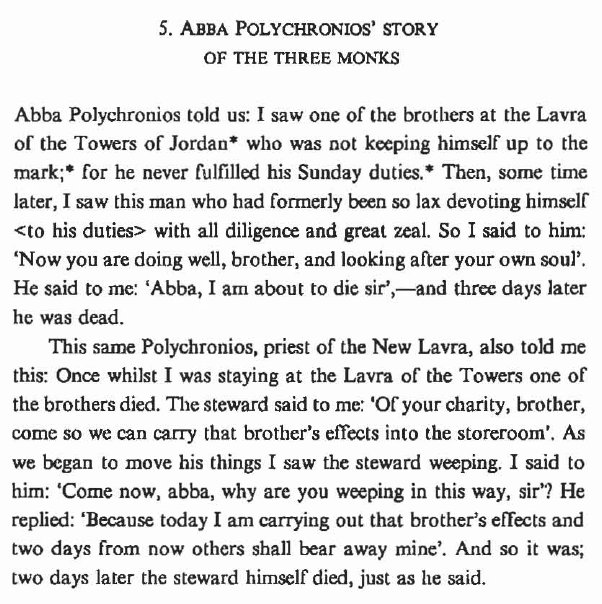 5. ABBA POLYCHRONIOS' STORY
OF THE THREE MONKS
Abba Polychronios told us: I saw one of the brothers at the Lavra
of the Towers of Jordan* who was not keeping himself up to the
mark;* for he never fulfilled his Sunday duties.* Then, some time
later, I saw this man who had formerly been so lax devoting himself
<to his duties> with all diligence and great zeal. So I said to him:
'Now you are doing well, brother, and looking after your own soul'.
He said to me: 'Abba, I am about to die sir',—and three days later
he was dead.
This same Polychronios, priest of the New Lavra, also told me
this: Once whilst I was staying at the Lavra of the Towers one of
the brothers died. The steward said to me: 'Of your charity, brother,
come so we can carry that brother's effects into the storeroom'. As
we began to move his things I saw the steward weeping. I said to
him: 'Come now, abba, why are you weeping in this way, sir'? He
replied: 'Because today I am carrying out that brother's effects and
two days from now others shall bear away mine'. And so it was;
two days later the steward himself died, just as he said.